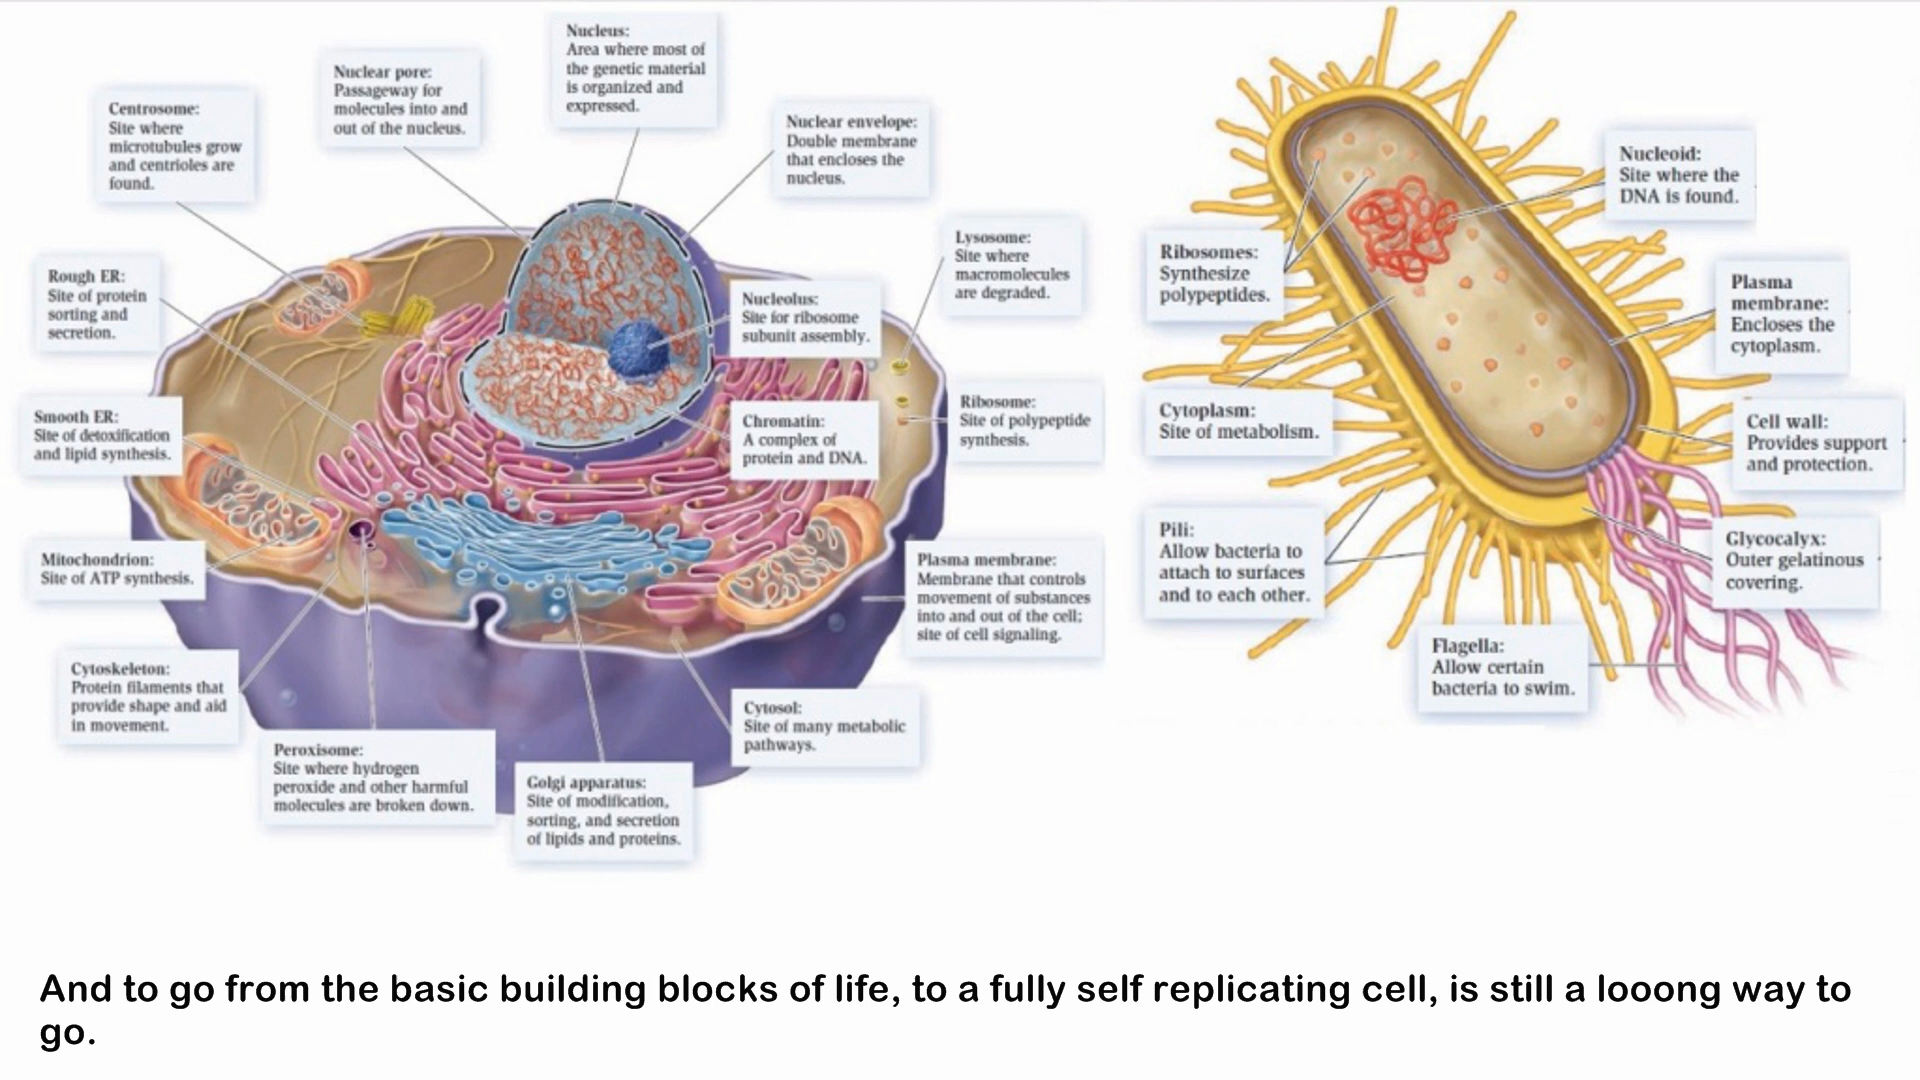 Nucleus:
Area where most of
the genetic material
is organized and
expressed.
Nuclear pore:
Passageway for
molecules into and
out of the nucleus.
Centrosome:
Site where
microtubules grow
and centrioles are
found.
Nuclear envelope:
Double membrane
that encloses the
nucleus.
Rough ER:
Site of protein
sorting and
secretion.
Lysosome:
Site where
macromolecules
are degraded.
Nucleolus:
Site for ribosome
subunit assembly.
Smooth ER:
Site of detoxification
and lipid synthesis.
Chromatin:
A complex of
protein and DNA.
Ribosome:
Site of polypeptide
synthesis.
Mitochondrion:
Site of ATP synthesis.
Plasma membrane:
Membrane that controls
movement of substances
into and out of the cell;
site of cell signaling.
Cytoskeleton:
Protein filaments that
provide shape and aid
in movement.
Cytosol:
Site of many metabolic
pathways.
Peroxisome:
Site where hydrogen
peroxide and other harmful
molecules are broken down.
Golgi apparatus:
Site of modification,
sorting, and secretion
of lipids and proteins.
Nucleoid:
Site where the
DNA is found.
Ribosomes:
Synthesize
polypeptides.
Plasma
membrane:
Encloses the
cytoplasm.
Cytoplasm:
Site of metabolism.
Cell wall:
Provides support
and protection.
Pili:
Allow bacteria to
attach to surfaces
and to each other.
Glycocalyx:
Outer gelatinous
covering.
Flagella:
Allow certain
bacteria to swim.
And to go from the basic building blocks of life, to a fully self replicating cell, is still a looong way to
go.